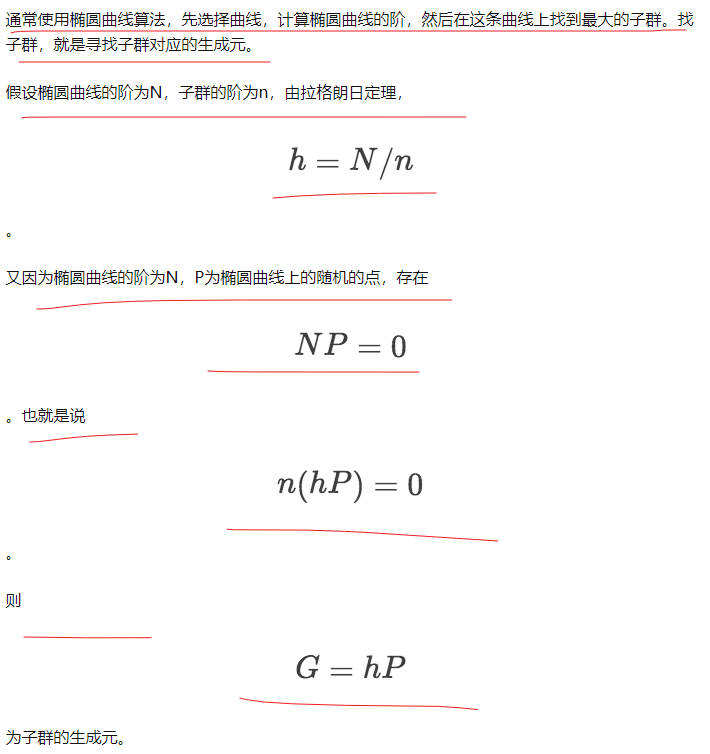 通常使用椭圆曲线算法，先选择曲线，计算椭圆曲线的阶，然后在这条曲线上找到最大的子群。找
子群，就是寻找子群对应的生成元。
假设椭圆曲线的阶为N，子群的阶为n，由拉格朗日定理，
h = N/n
。
又因为椭圆曲线的阶为N，P为椭圆曲线上的随机的点，存在
NP = 0
。也就是说
n(hP) = 0
。
则
G = hP
为子群的生成元。